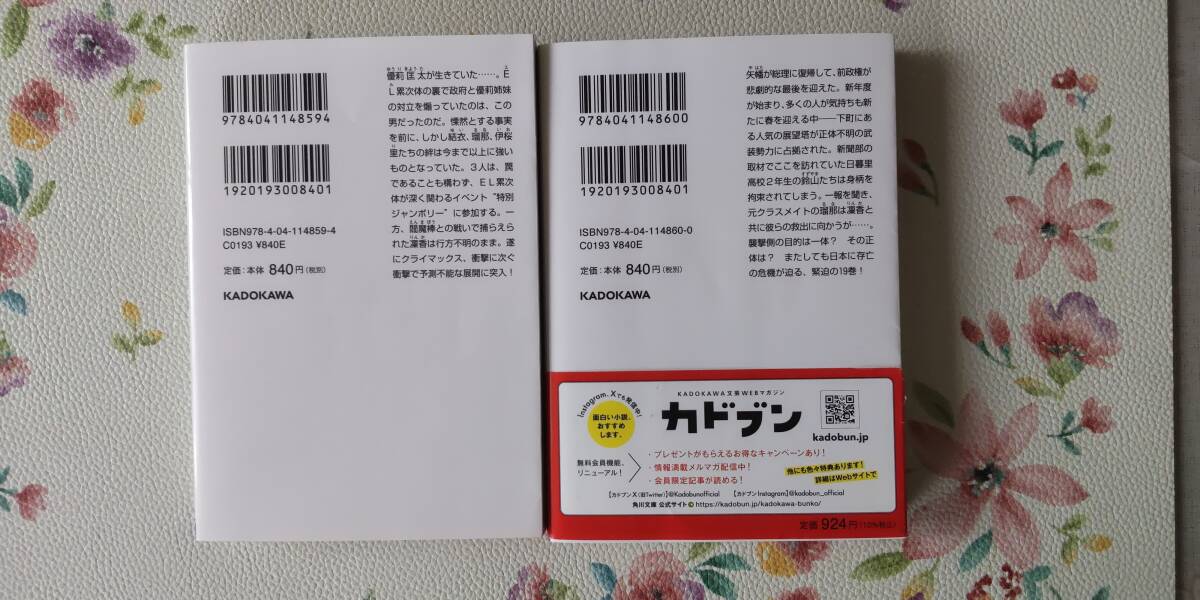 9784041148594
1920193008401
ISBN978-4-04-114859-4
C0193 ¥840E
定価:本体 840円(税別)
KADOKAWA
優莉匡太が生きていた……。E
L累次体の裏で政府と優莉姉妹
の対立を煽っていたのは、この
男だったのだ。慄然とする事実
を前に、しかし結衣、瑠那、伊桜
里たちの絆は今まで以上に強い
ものとなっていた。3人は、罠
であることも構わず、EL累次
体が深く関わるイベント“特別
ジャンボリー”に参加する。一
方、閻魔棒との戦いで捕らえら
れた凜香は行方不明のまま。遂
にクライマックス、衝撃に次ぐ
衝撃で予測不能な展開に突入!
9784041148600
1920193008401
ISBN978-4-04-114860-0
C0193 ¥840E
定価:本体 840円(税別)
KADOKAWA
矢幡が総理に復帰して、前政権が
悲劇的な最後を迎えた。新年度
が始まり、多くの人が気持ちも新
たに春を迎える中──下町にあ
る人気の展望塔が正体不明の武
装勢力に占拠された。新聞部の
取材でここを訪れていた日暮里
高校2年生の鈴山たちは身柄を
拘束されてしまう。一報を聞き、
元クラスメイトの瑠那は凜香と
共に彼らの救出に向かうが……。
襲撃側の目的は一体? その正
体は? またしても日本に存亡
の危機が迫る、緊迫の19巻!
Instagram、Xでも発信中!
面白い小説、
おすすめ
します。
無料会員機能、
リニューアル!
KADOKAWA文芸WEBマガジン
カドブン
kadobun.jp
・プレゼントがもらえるお得なキャンペーンあり!
・情報満載メルマガ配信中!
・会員限定記事が読める!
他にも色々特典あります!
詳細はWebサイトで
【カドブンX(旧Twitter)】@Kadobunofficial 【カドブンInstagram】@kadobun_official
角川文庫 公式サイト https://kadobun.jp/kadokawa-bunko/
定価 924円(10%税込)